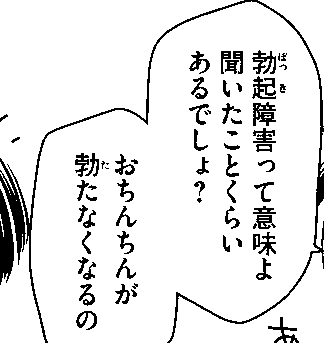 勃起障害って意味よ
聞いたことくらい
あるでしょ？
おちんちんが
勃たなくなるの
あ